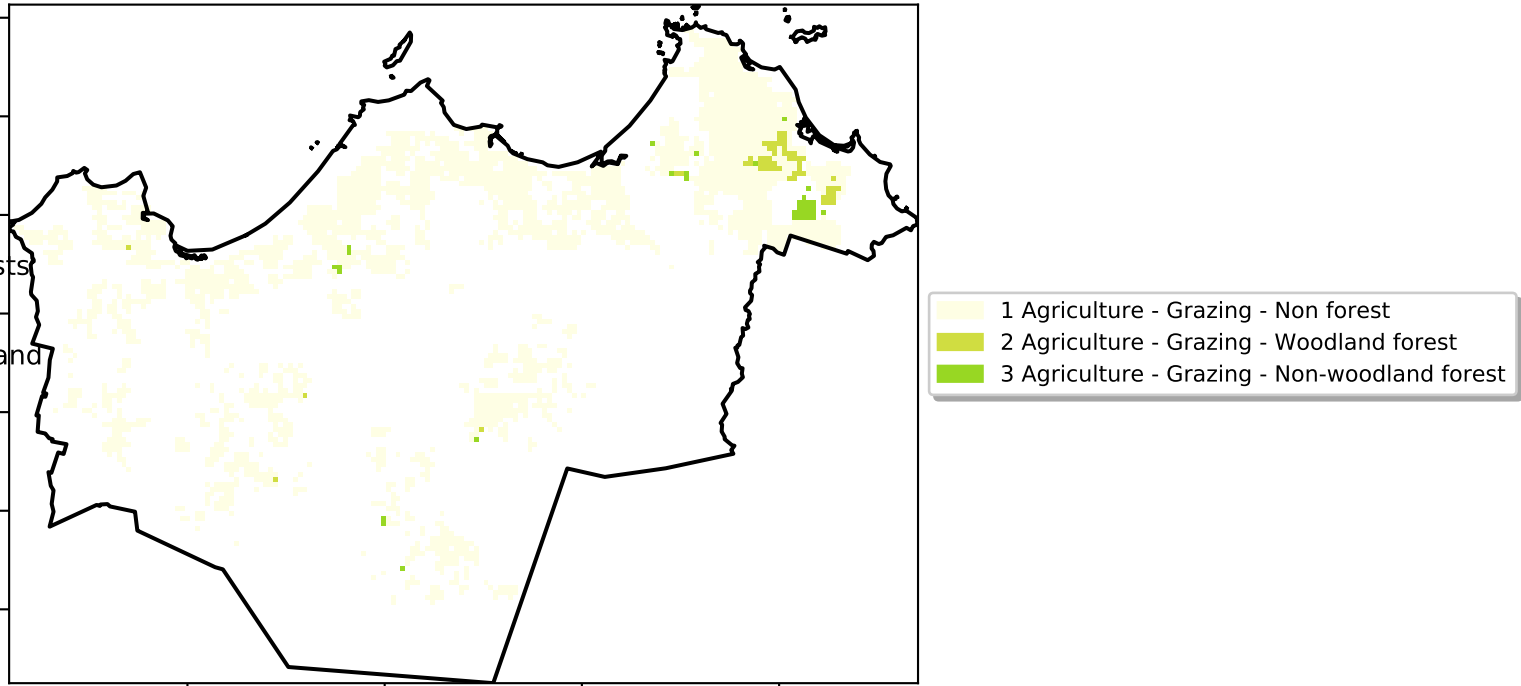 sts
and
1 Agriculture - Grazing - Non forest
2 Agriculture - Grazing - Woodland forest
3 Agriculture - Grazing - Non-woodland forest